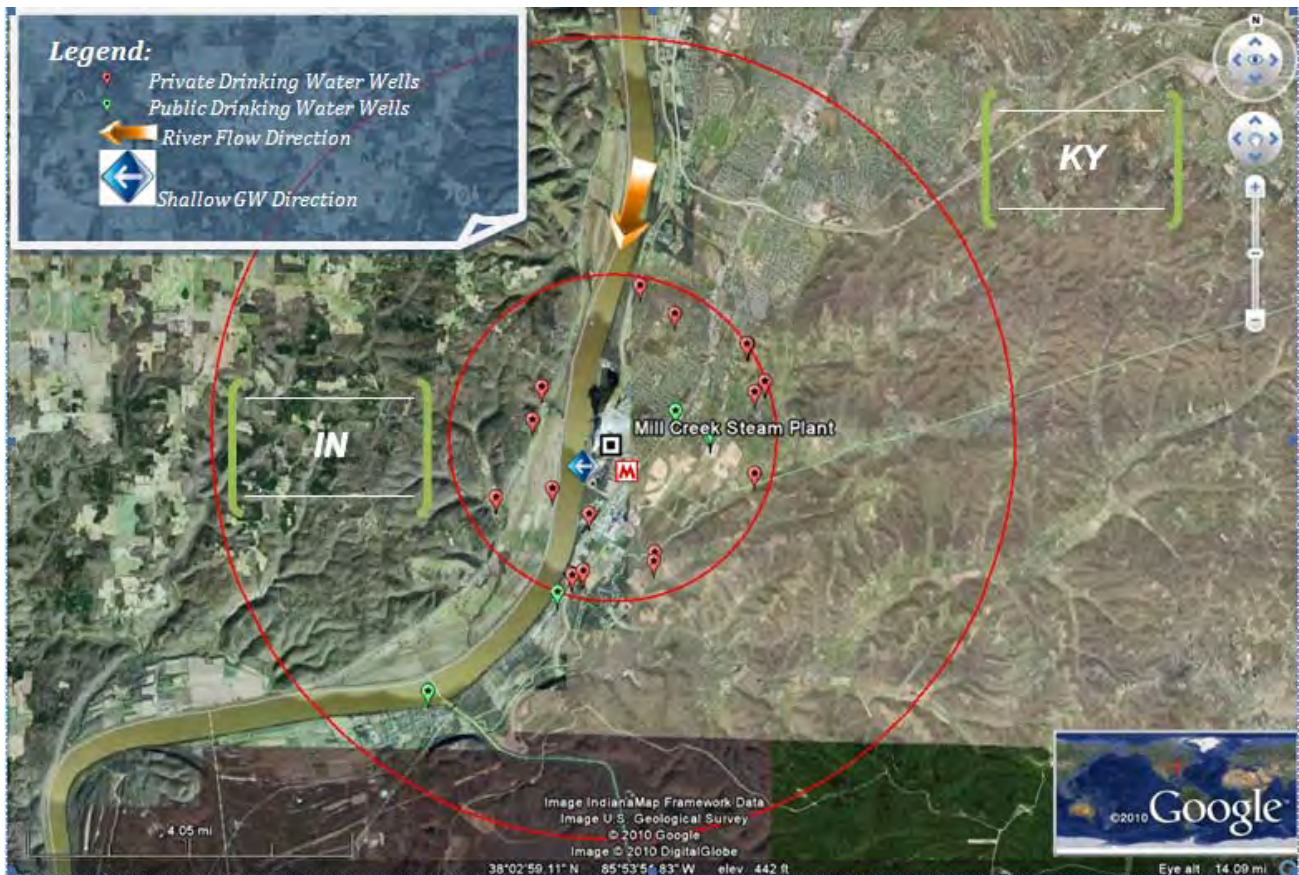 Legend:
Private Drinking Water Wells
Public Drinking Water Wells
River Flow Direction
Shallow GW Direction
N
KY
IN
Mill Creek Steam Plant
M
4.05 mi
Image IndianaMap Framework Data
Image U.S. Geological Survey
© 2010 Google
Image © 2010 DigitalGlobe
©2010 Google
38°02'59.11" N 85°53'51.83" W elev 442 ft
Eye alt 14.09 mi